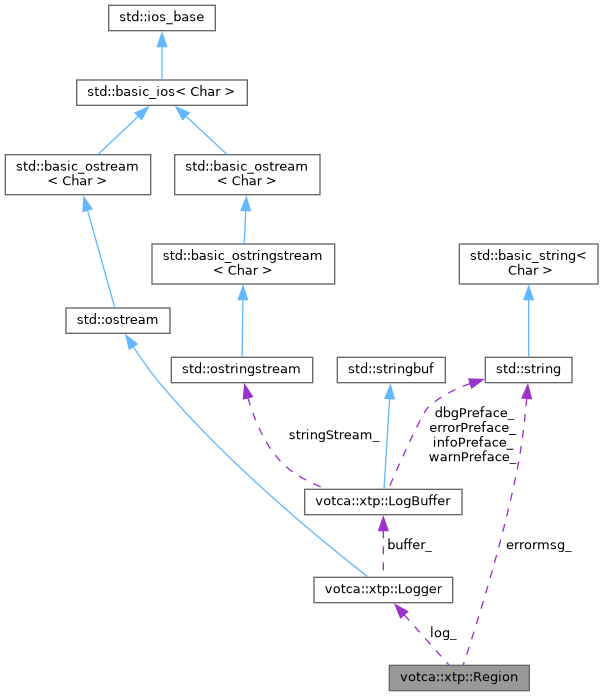 std::ios_base
std::basic_ios< Char >
std::basic_ostream
< Char >
std::basic_ostream
< Char >
std::basic_ostringstream
< Char >
std::basic_string<
Char >
std::ostream
std::ostringstream
std::stringbuf
std::string
dbgPreface_
errorPreface_
infoPreface_
warnPreface_
stringStream_
votca::xtp::LogBuffer
buffer_
errormsg_
votca::xtp::Logger
log_
votca::xtp::Region